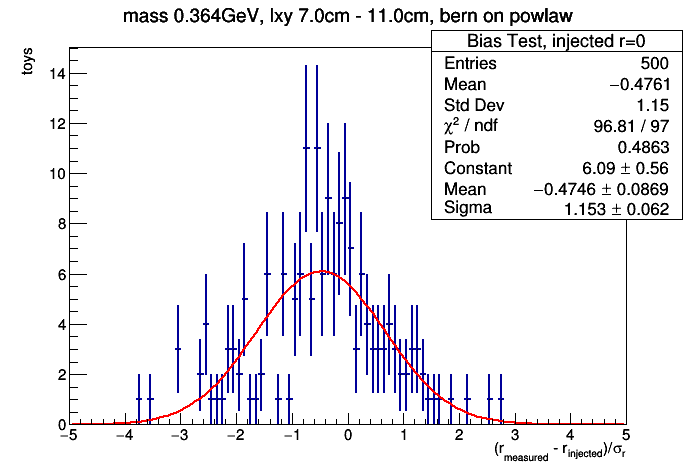 mass 0.364GeV, lxy 7.0cm - 11.0cm, bern on powlaw
Bias Test, injected r=0
Entries 500
Mean −0.4761
Std Dev 1.15
χ² / ndf 96.81 / 97
Prob 0.4863
Constant 6.09 ± 0.56
Mean −0.4746 ± 0.0869
Sigma 1.153 ± 0.062
toys
14
12
10
8
6
4
2
0
−5 −4 −3 −2 −1 0 1 2 3 4 5
(r_measured - r_injected)/σ_r